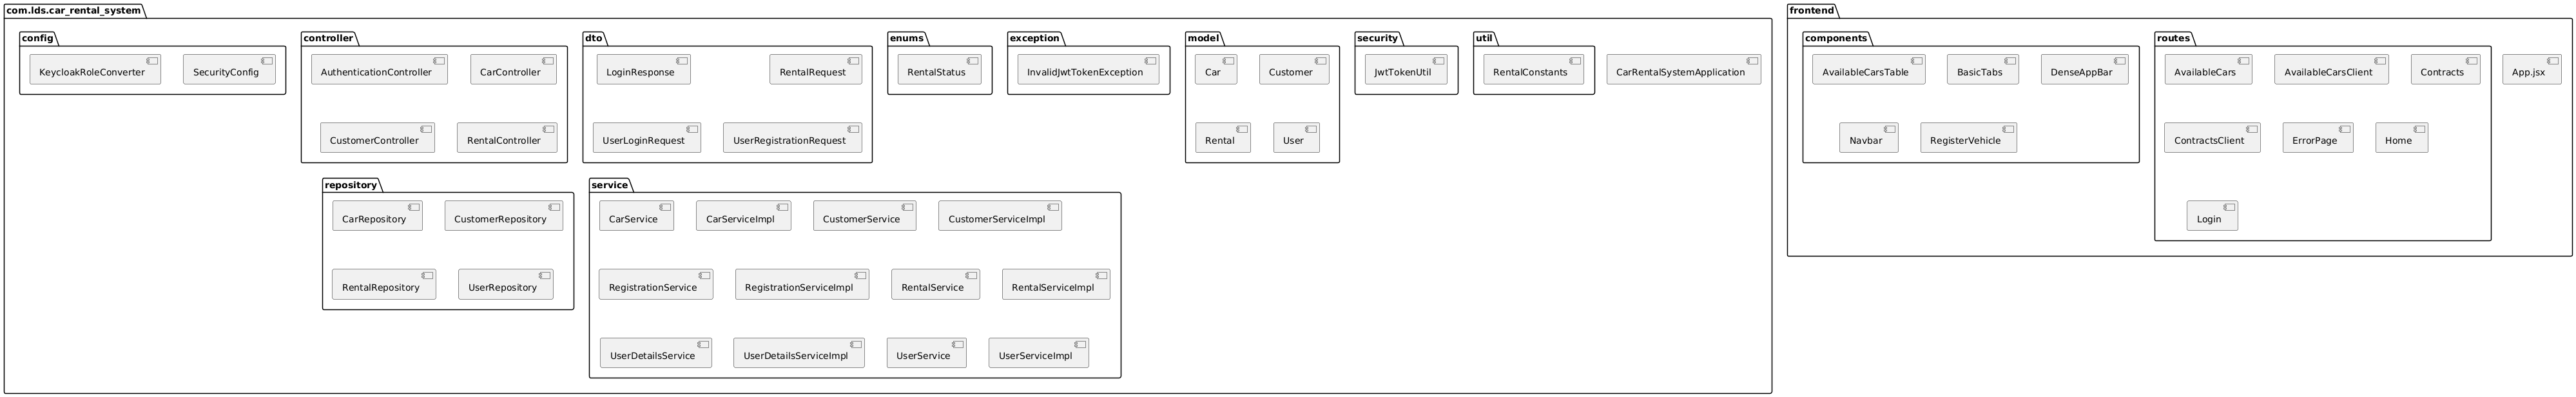 com.lds.car_rental_system
config
KeycloakRoleConverter
SecurityConfig
controller
AuthenticationController
CarController
CustomerController
RentalController
dto
LoginResponse
RentalRequest
UserLoginRequest
UserRegistrationRequest
enums
RentalStatus
exception
InvalidJwtTokenException
model
Car
Customer
Rental
User
security
JwtTokenUtil
util
RentalConstants
CarRentalSystemApplication
repository
CarRepository
CustomerRepository
RentalRepository
UserRepository
service
CarService
CarServiceImpl
CustomerService
CustomerServiceImpl
RegistrationService
RegistrationServiceImpl
RentalService
RentalServiceImpl
UserDetailsService
UserDetailsServiceImpl
UserService
UserServiceImpl
frontend
components
AvailableCarsTable
BasicTabs
DenseAppBar
Navbar
RegisterVehicle
routes
AvailableCars
AvailableCarsClient
Contracts
ContractsClient
ErrorPage
Home
Login
App.jsx